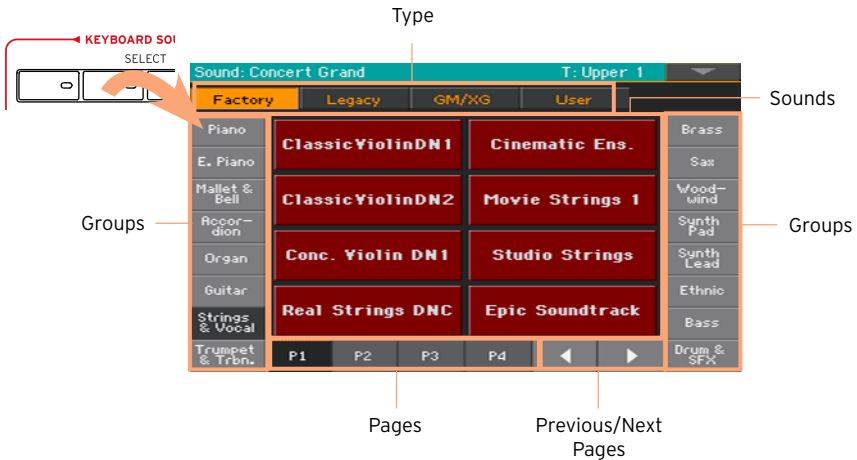 Type
KEYBOARD SOU
SELECT
Sound: Concert Grand T: Upper 1
Factory Legacy GM/XG User
Sounds
Piano
E. Piano
Mallet &
Bell
Accor-
dion
Organ
Guitar
Strings
& Vocal
Trumpet
& Trbn.
Groups
ClassicViolinDN1 Cinematic Ens.
ClassicViolinDN2 Movie Strings 1
Conc. Violin DN1 Studio Strings
Real Strings DNC Epic Soundtrack
Brass
Sax
Wood-
wind
Synth
Pad
Synth
Lead
Ethnic
Bass
Drum &
SFX
Groups
P1 P2 P3 P4
Pages
Previous/Next
Pages